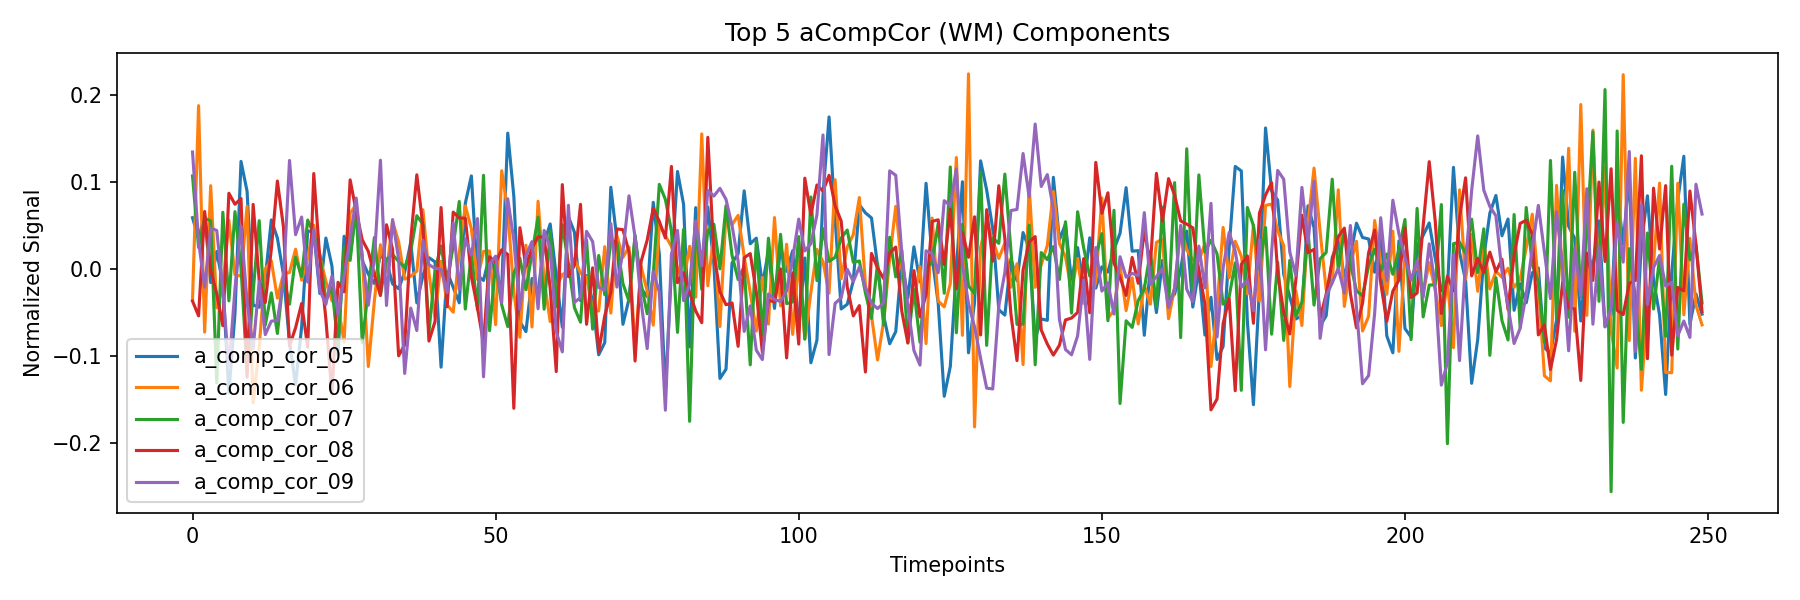 Top 5 aCompCor (WM) Components
Normalized Signal
0.2
0.1
0.0
−0.1
−0.2
a_comp_cor_05
a_comp_cor_06
a_comp_cor_07
a_comp_cor_08
a_comp_cor_09
0 50 100 150 200 250
Timepoints